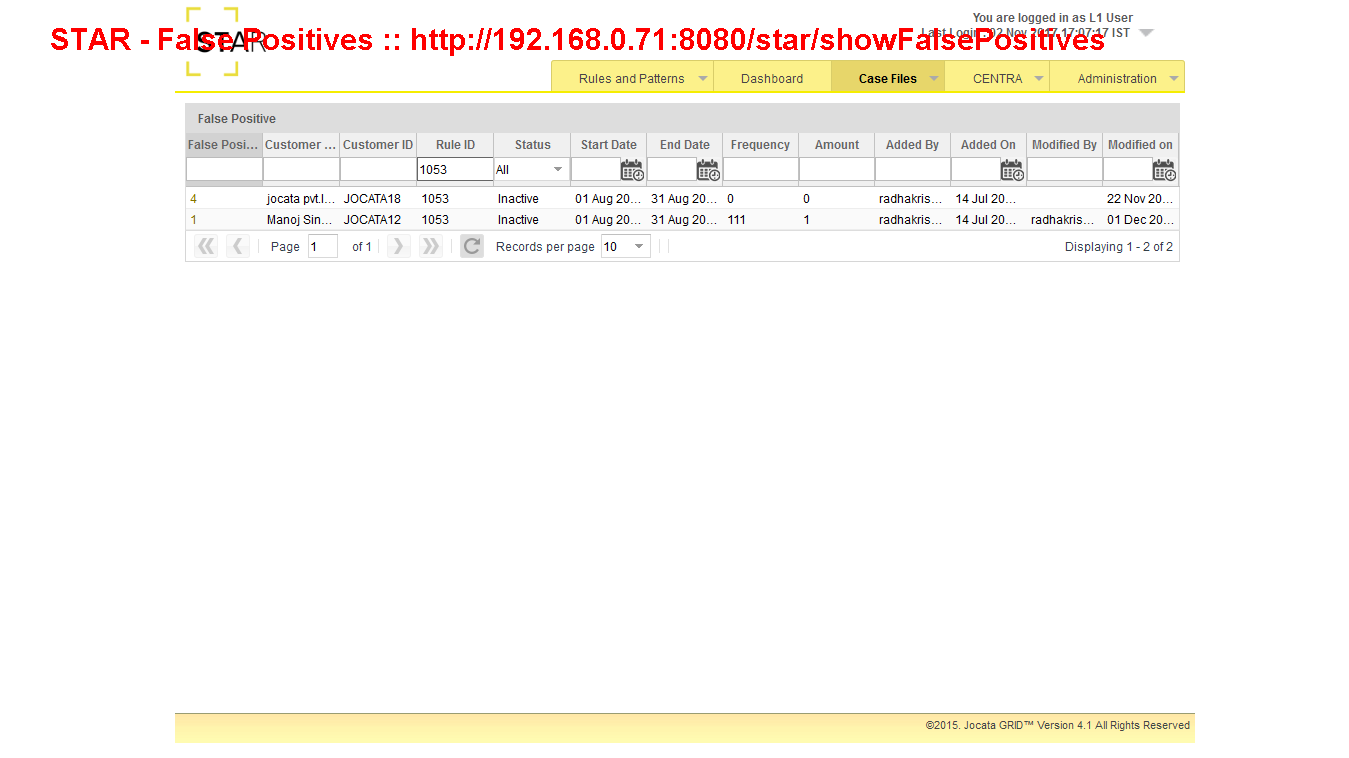 You are logged in as L1 User
STAR - False Positives :: http://192.168.0.71:8080/star/showFalsePositives
STAR
Last Login : 02 Nov 2017 17:07:17 IST
Rules and Patterns Dashboard Case Files CENTRA Administration
False Positive
False Posi... Customer ... Customer ID Rule ID Status Start Date End Date Frequency Amount Added By Added On Modified By Modified on
1053 All
4 jocata pvt.l... JOCATA18 1053 Inactive 01 Aug 20... 31 Aug 20... 0 0 radhakris... 14 Jul 20... 22 Nov 20...
1 Manoj Sin... JOCATA12 1053 Inactive 01 Aug 20... 31 Aug 20... 111 1 radhakris... 14 Jul 20... radhakris... 01 Dec 20...
Page 1 of 1 Records per page 10 Displaying 1 - 2 of 2
©2015. Jocata GRID™ Version 4.1 All Rights Reserved